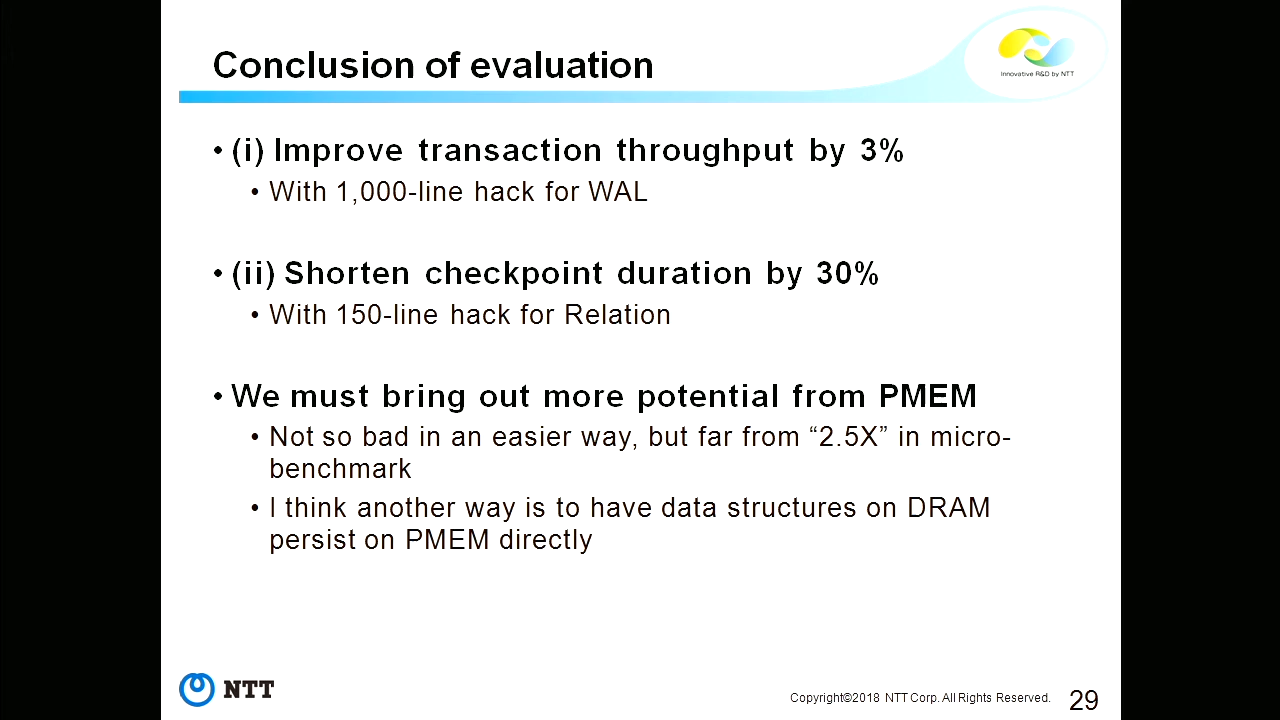 Conclusion of evaluation
Innovative R&D by NTT
• (i) Improve transaction throughput by 3%
• With 1,000-line hack for WAL
• (ii) Shorten checkpoint duration by 30%
• With 150-line hack for Relation
• We must bring out more potential from PMEM
• Not so bad in an easier way, but far from “2.5X” in micro-
benchmark
• I think another way is to have data structures on DRAM
persist on PMEM directly
NTT
Copyright©2018 NTT Corp. All Rights Reserved.
29